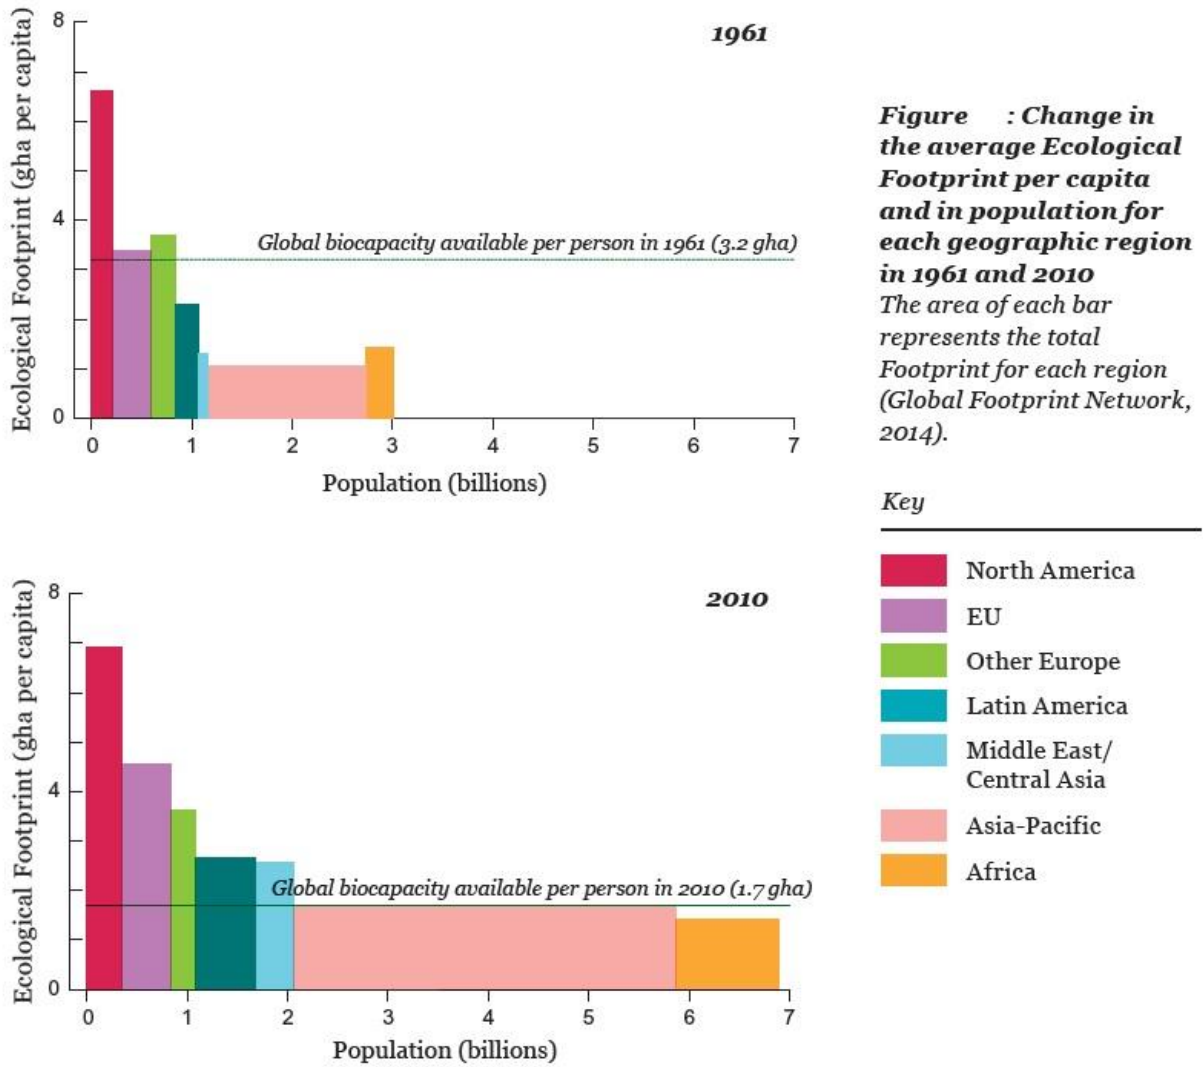 8
1961
Ecological Footprint (gha per capita)
4
Global biocapacity available per person in 1961 (3.2 gha)
0
0 1 2 3 4 5 6 7
Population (billions)
Figure : Change in
the average Ecological
Footprint per capita
and in population for
each geographic region
in 1961 and 2010
The area of each bar
represents the total
Footprint for each region
(Global Footprint Network,
2014).
Key
North America
EU
Other Europe
Latin America
Middle East/
Central Asia
Asia-Pacific
Africa
8
2010
Ecological Footprint (gha per capita)
4
Global biocapacity available per person in 2010 (1.7 gha)
0
0 1 2 3 4 5 6 7
Population (billions)